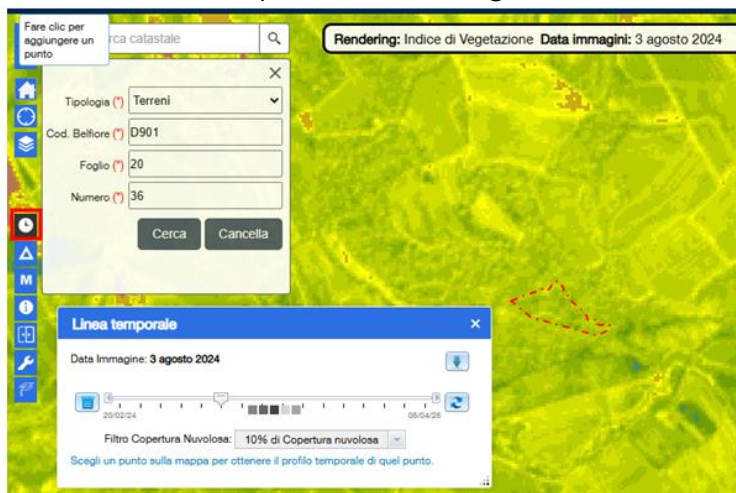 Fare clic per
aggiungere un
punto
rca catastale
Rendering: Indice di Vegetazione Data immagini: 3 agosto 2024
Tipologia (*) Terreni
Cod. Belfiore (*) D901
Foglio (*) 20
Numero (*) 36
Cerca Cancella
M
Linea temporale
Data Immagine: 3 agosto 2024
20/02/24
Filtro Copertura Nuvolosa: 10% di Copertura nuvolosa
Scegli un punto sulla mappa per ottenere il profilo temporale di quel punto.